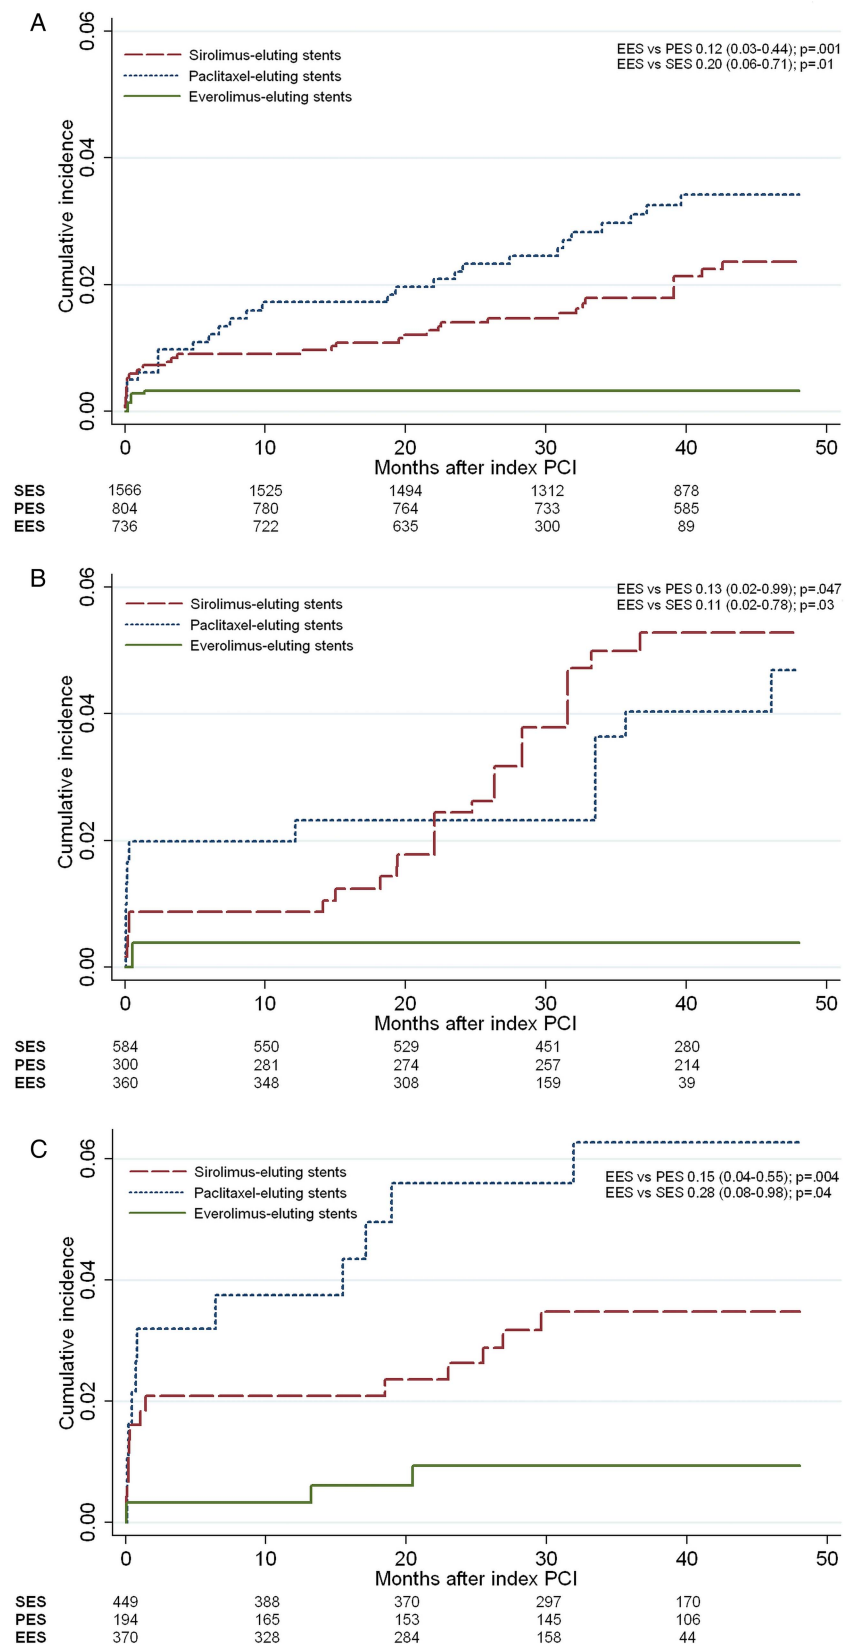 A
Sirolimus-eluting stents
Paclitaxel-eluting stents
Everolimus-eluting stents
EES vs PES 0.12 (0.03-0.44); p=.001
EES vs SES 0.20 (0.06-0.71); p=.01
Cumulative incidence
0.06
0.04
0.02
0.00
0 10 20 30 40 50
Months after index PCI
SES 1566 1525 1494 1312 878
PES 804 780 764 733 585
EES 736 722 635 300 89
B
Sirolimus-eluting stents
Paclitaxel-eluting stents
Everolimus-eluting stents
EES vs PES 0.13 (0.02-0.99); p=.047
EES vs SES 0.11 (0.02-0.78); p=.03
Cumulative incidence
0.06
0.04
0.02
0.00
0 10 20 30 40 50
Months after index PCI
SES 584 550 529 451 280
PES 300 281 274 257 214
EES 360 348 308 159 39
C
Sirolimus-eluting stents
Paclitaxel-eluting stents
Everolimus-eluting stents
EES vs PES 0.15 (0.04-0.55); p=.004
EES vs SES 0.28 (0.08-0.98); p=.04
Cumulative incidence
0.06
0.04
0.02
0.00
0 10 20 30 40 50
Months after index PCI
SES 449 388 370 297 170
PES 194 165 153 145 106
EES 370 328 284 158 44